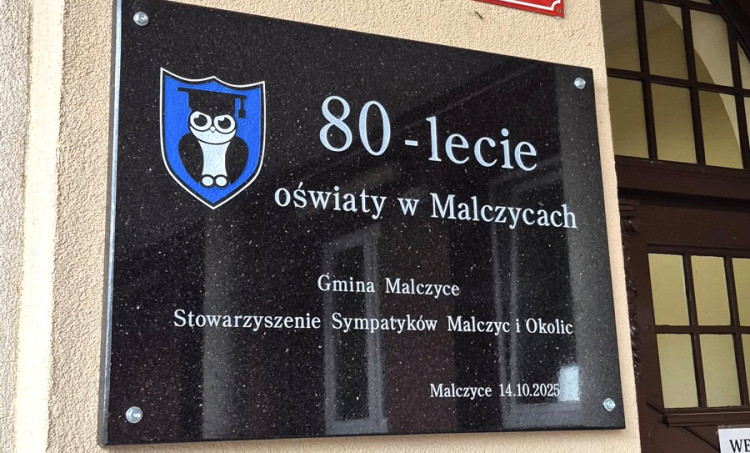 80-lecie
oświaty w Malczycach
Gmina Malczyce
Stowarzyszenie Sympatyków Malczyc i Okolic
Malczyce 14.10.2025